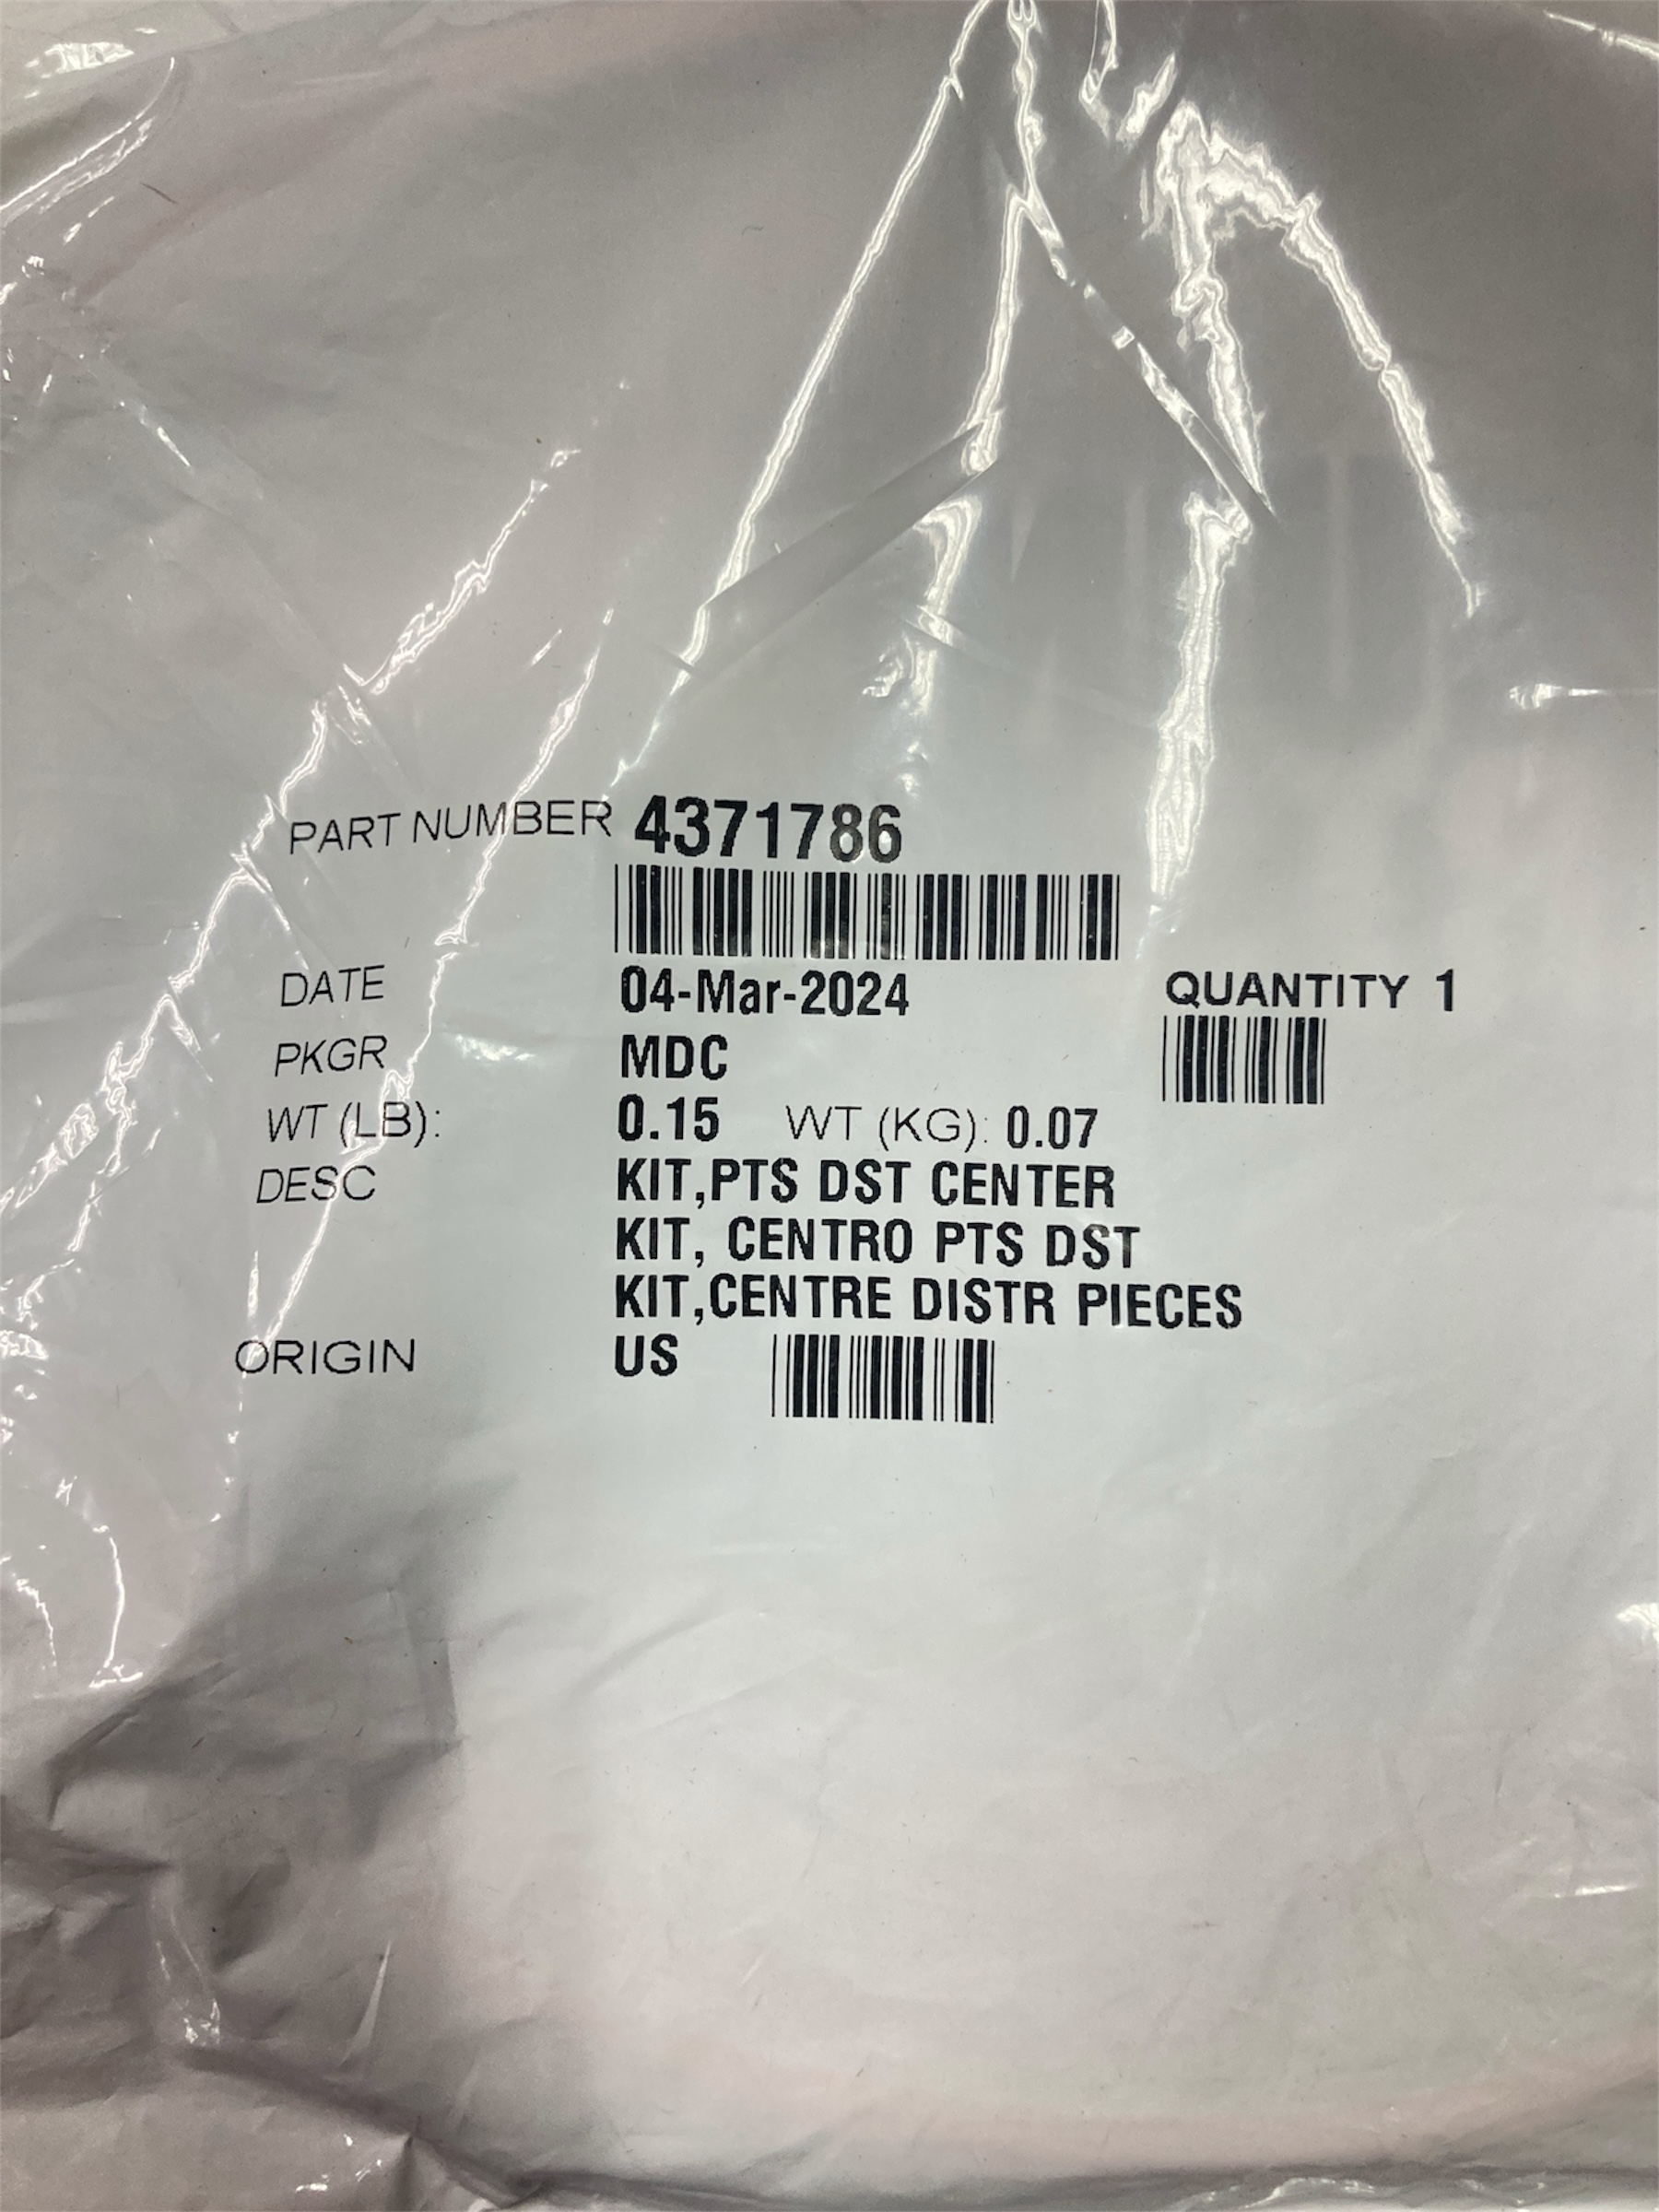 PART NUMBER 4371786
DATE 04-Mar-2024 QUANTITY 1
PKGR MDC
WT (LB): 0.15 WT (KG): 0.07
DESC KIT,PTS DST CENTER
KIT, CENTRO PTS DST
KIT,CENTRE DISTR PIECES
ORIGIN US